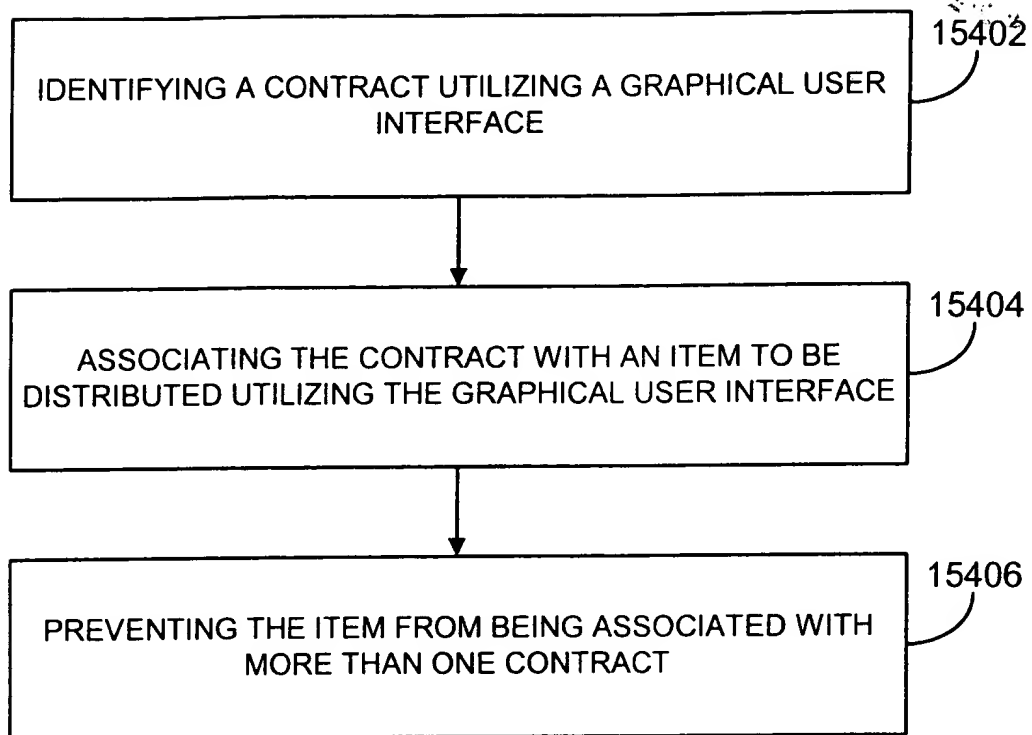 15402
IDENTIFYING A CONTRACT UTILIZING A GRAPHICAL USER
INTERFACE
15404
ASSOCIATING THE CONTRACT WITH AN ITEM TO BE
DISTRIBUTED UTILIZING THE GRAPHICAL USER INTERFACE
15406
PREVENTING THE ITEM FROM BEING ASSOCIATED WITH
MORE THAN ONE CONTRACT